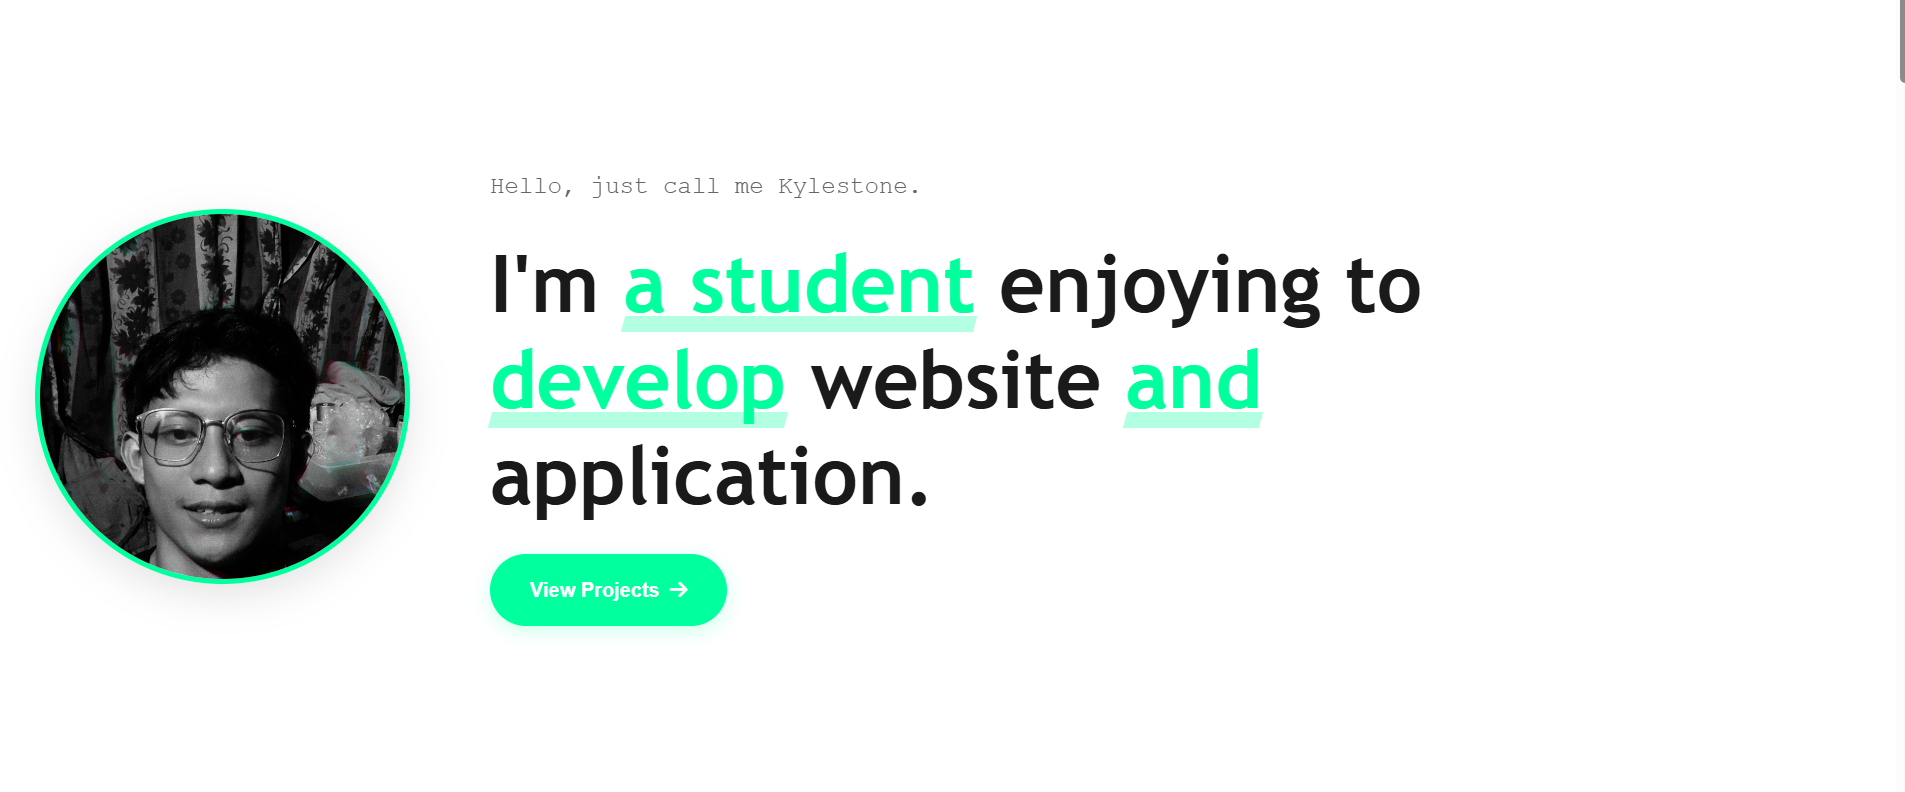 Hello, just call me Kylestone.
I'm a student enjoying to
develop website and
application.
View Projects →